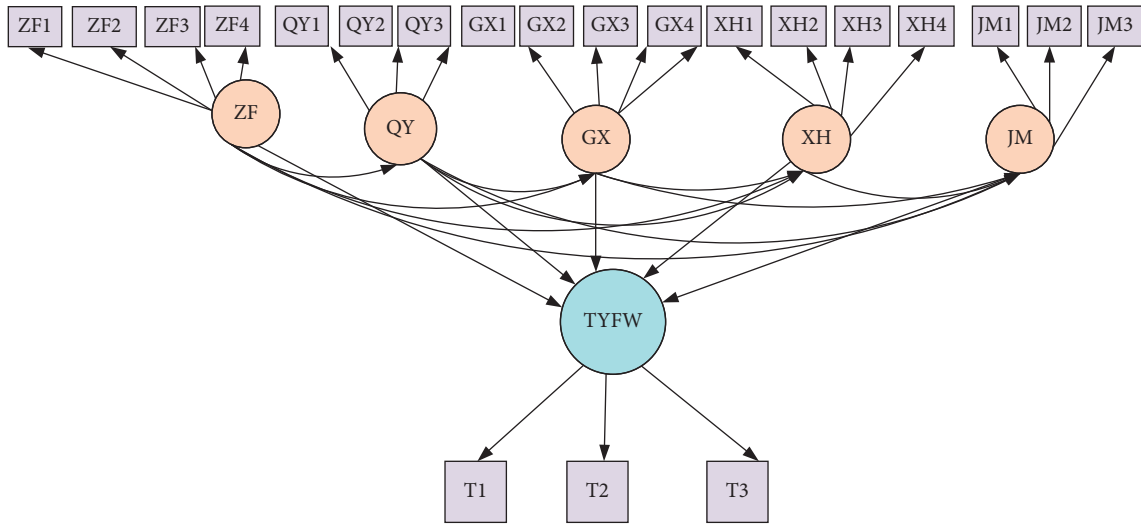 ZF1 ZF2 ZF3 ZF4 QY1 QY2 QY3 GX1 GX2 GX3 GX4 XH1 XH2 XH3 XH4 JM1 JM2 JM3
ZF QY GX XH JM
TYFW
T1 T2 T3